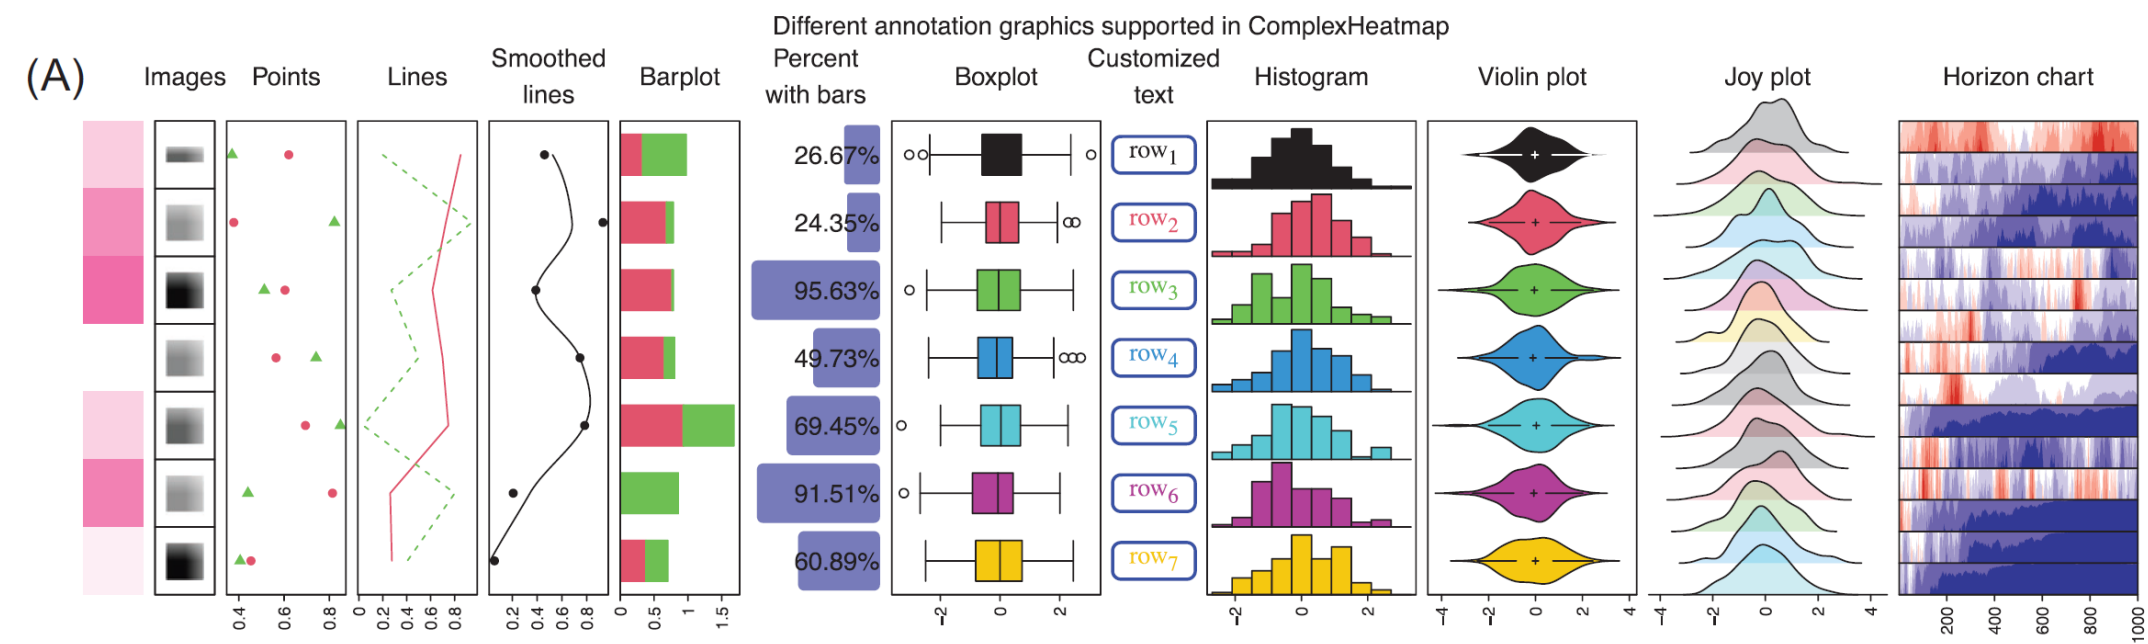 Different annotation graphics supported in ComplexHeatmap
(A)
Images
Points
Lines
Smoothed
lines
Barplot
Percent
with bars
Boxplot
Customized
text
Histogram
Violin plot
Joy plot
Horizon chart
26.67%
row1
24.35%
row2
95.63%
row3
49.73%
row4
69.45%
row5
91.51%
row6
60.89%
row7
0.4 0.6 0.8
0 0.2 0.4 0.6 0.8
0.2 0.4 0.6 0.8
0 0.5 1 1.5
−2 0 2
−2 0 2
−4 −2 0 2 4
−4 −2 0 2 4
200 400 600 800 1000